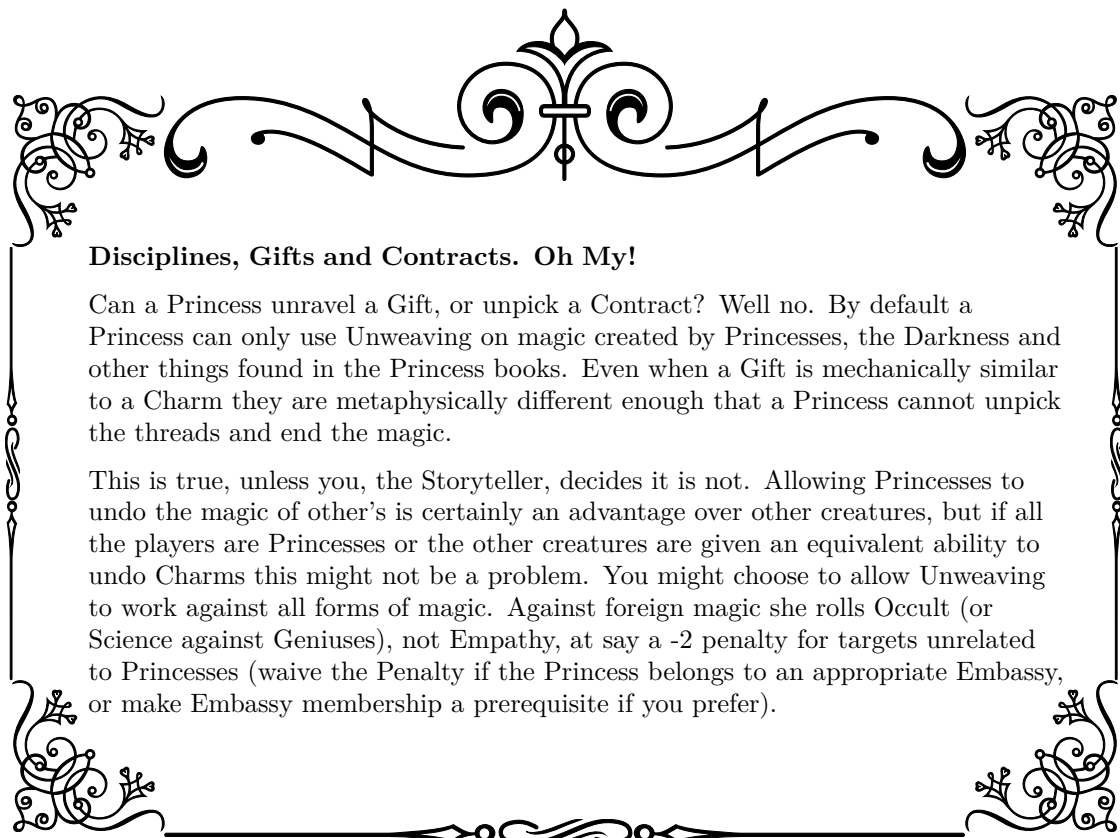 Disciplines, Gifts and Contracts. Oh My!
Can a Princess unravel a Gift, or unpick a Contract? Well no. By default a
Princess can only use Unweaving on magic created by Princesses, the Darkness and
other things found in the Princess books. Even when a Gift is mechanically similar
to a Charm they are metaphysically different enough that a Princess cannot unpick
the threads and end the magic.
This is true, unless you, the Storyteller, decides it is not. Allowing Princesses to
undo the magic of other's is certainly an advantage over other creatures, but if all
the players are Princesses or the other creatures are given an equivalent ability to
undo Charms this might not be a problem. You might choose to allow Unweaving
to work against all forms of magic. Against foreign magic she rolls Occult (or
Science against Geniuses), not Empathy, at say a -2 penalty for targets unrelated
to Princesses (waive the Penalty if the Princess belongs to an appropriate Embassy,
or make Embassy membership a prerequisite if you prefer).